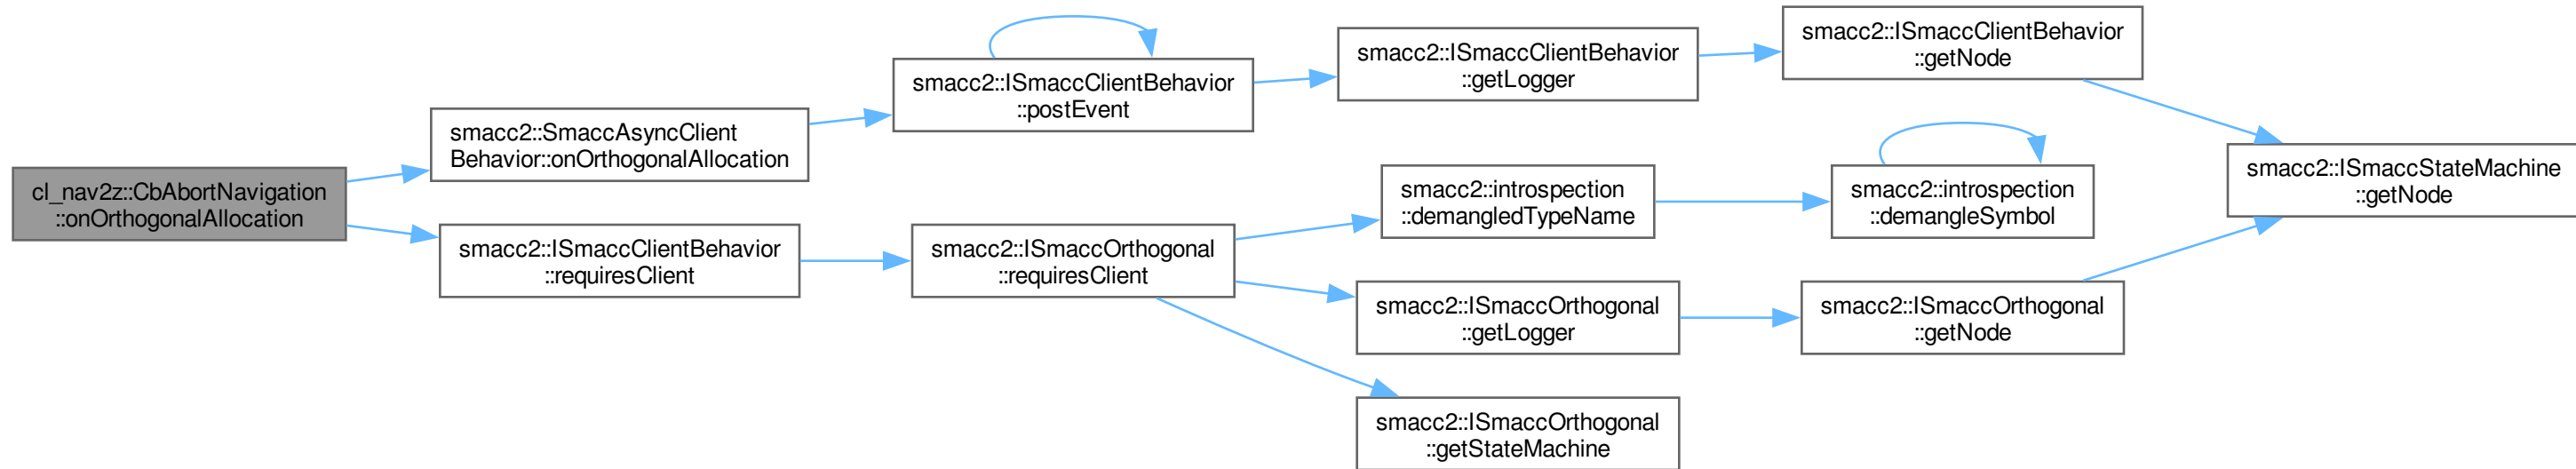 cl_nav2z::CbAbortNavigation
::onOrthogonalAllocation
smacc2::SmaccAsyncClient
Behavior::onOrthogonalAllocation
smacc2::ISmaccClientBehavior
::postEvent
smacc2::ISmaccClientBehavior
::getLogger
smacc2::ISmaccClientBehavior
::getNode
smacc2::ISmaccStateMachine
::getNode
smacc2::ISmaccClientBehavior
::requiresClient
smacc2::ISmaccOrthogonal
::requiresClient
smacc2::introspection
::demangledTypeName
smacc2::introspection
::demangleSymbol
smacc2::ISmaccOrthogonal
::getLogger
smacc2::ISmaccOrthogonal
::getNode
smacc2::ISmaccOrthogonal
::getStateMachine